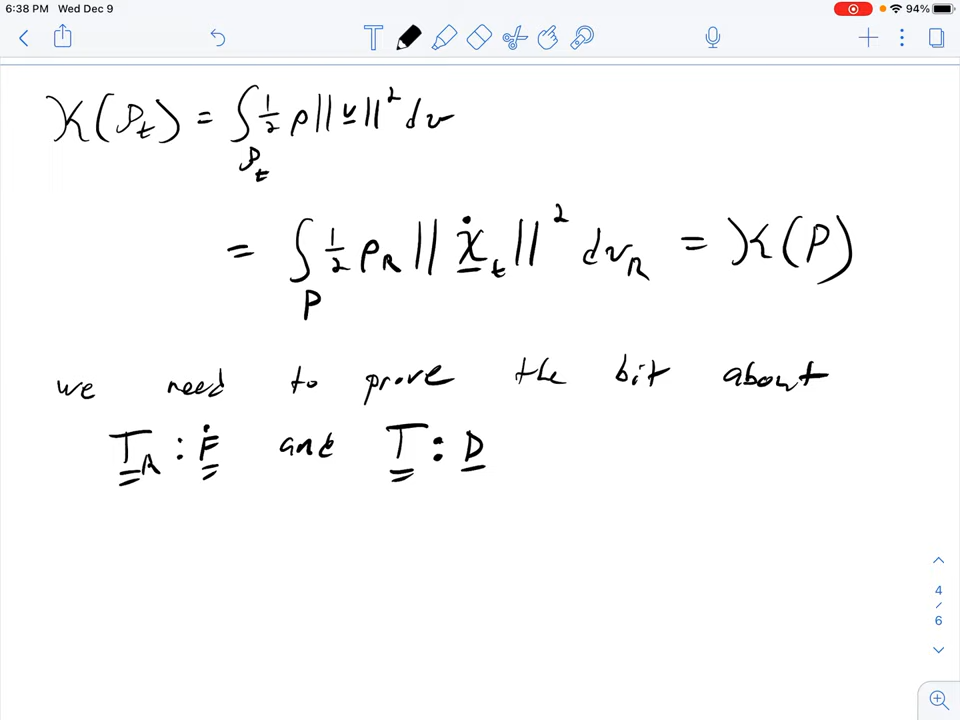 6:38 PM Wed Dec 9 94%
T
K(P_t) = ∫_{P_t} 1/2 ρ ||v||² dv
= ∫_P 1/2 ρ_R ||χ̇_t||² dv_R = K(P)
we need to prove the bit about
T_R : Ḟ and T : D
4
/
6